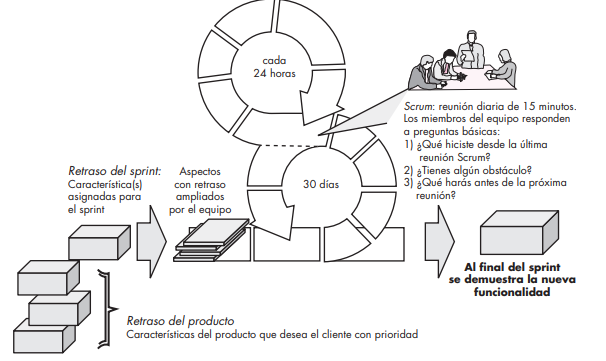 cada
24 horas
Scrum: reunión diaria de 15 minutos.
Los miembros del equipo responden
a preguntas básicas:
1) ¿Qué hiciste desde la última
reunión Scrum?
2) ¿Tienes algún obstáculo?
3) ¿Qué harás antes de la próxima
reunión?
Retraso del sprint:
Característica(s)
asignadas para
el sprint
Aspectos
con retraso
ampliados
por el equipo
30 días
Al final del sprint
se demuestra la nueva
funcionalidad
Retraso del producto
Características del producto que desea el cliente con prioridad